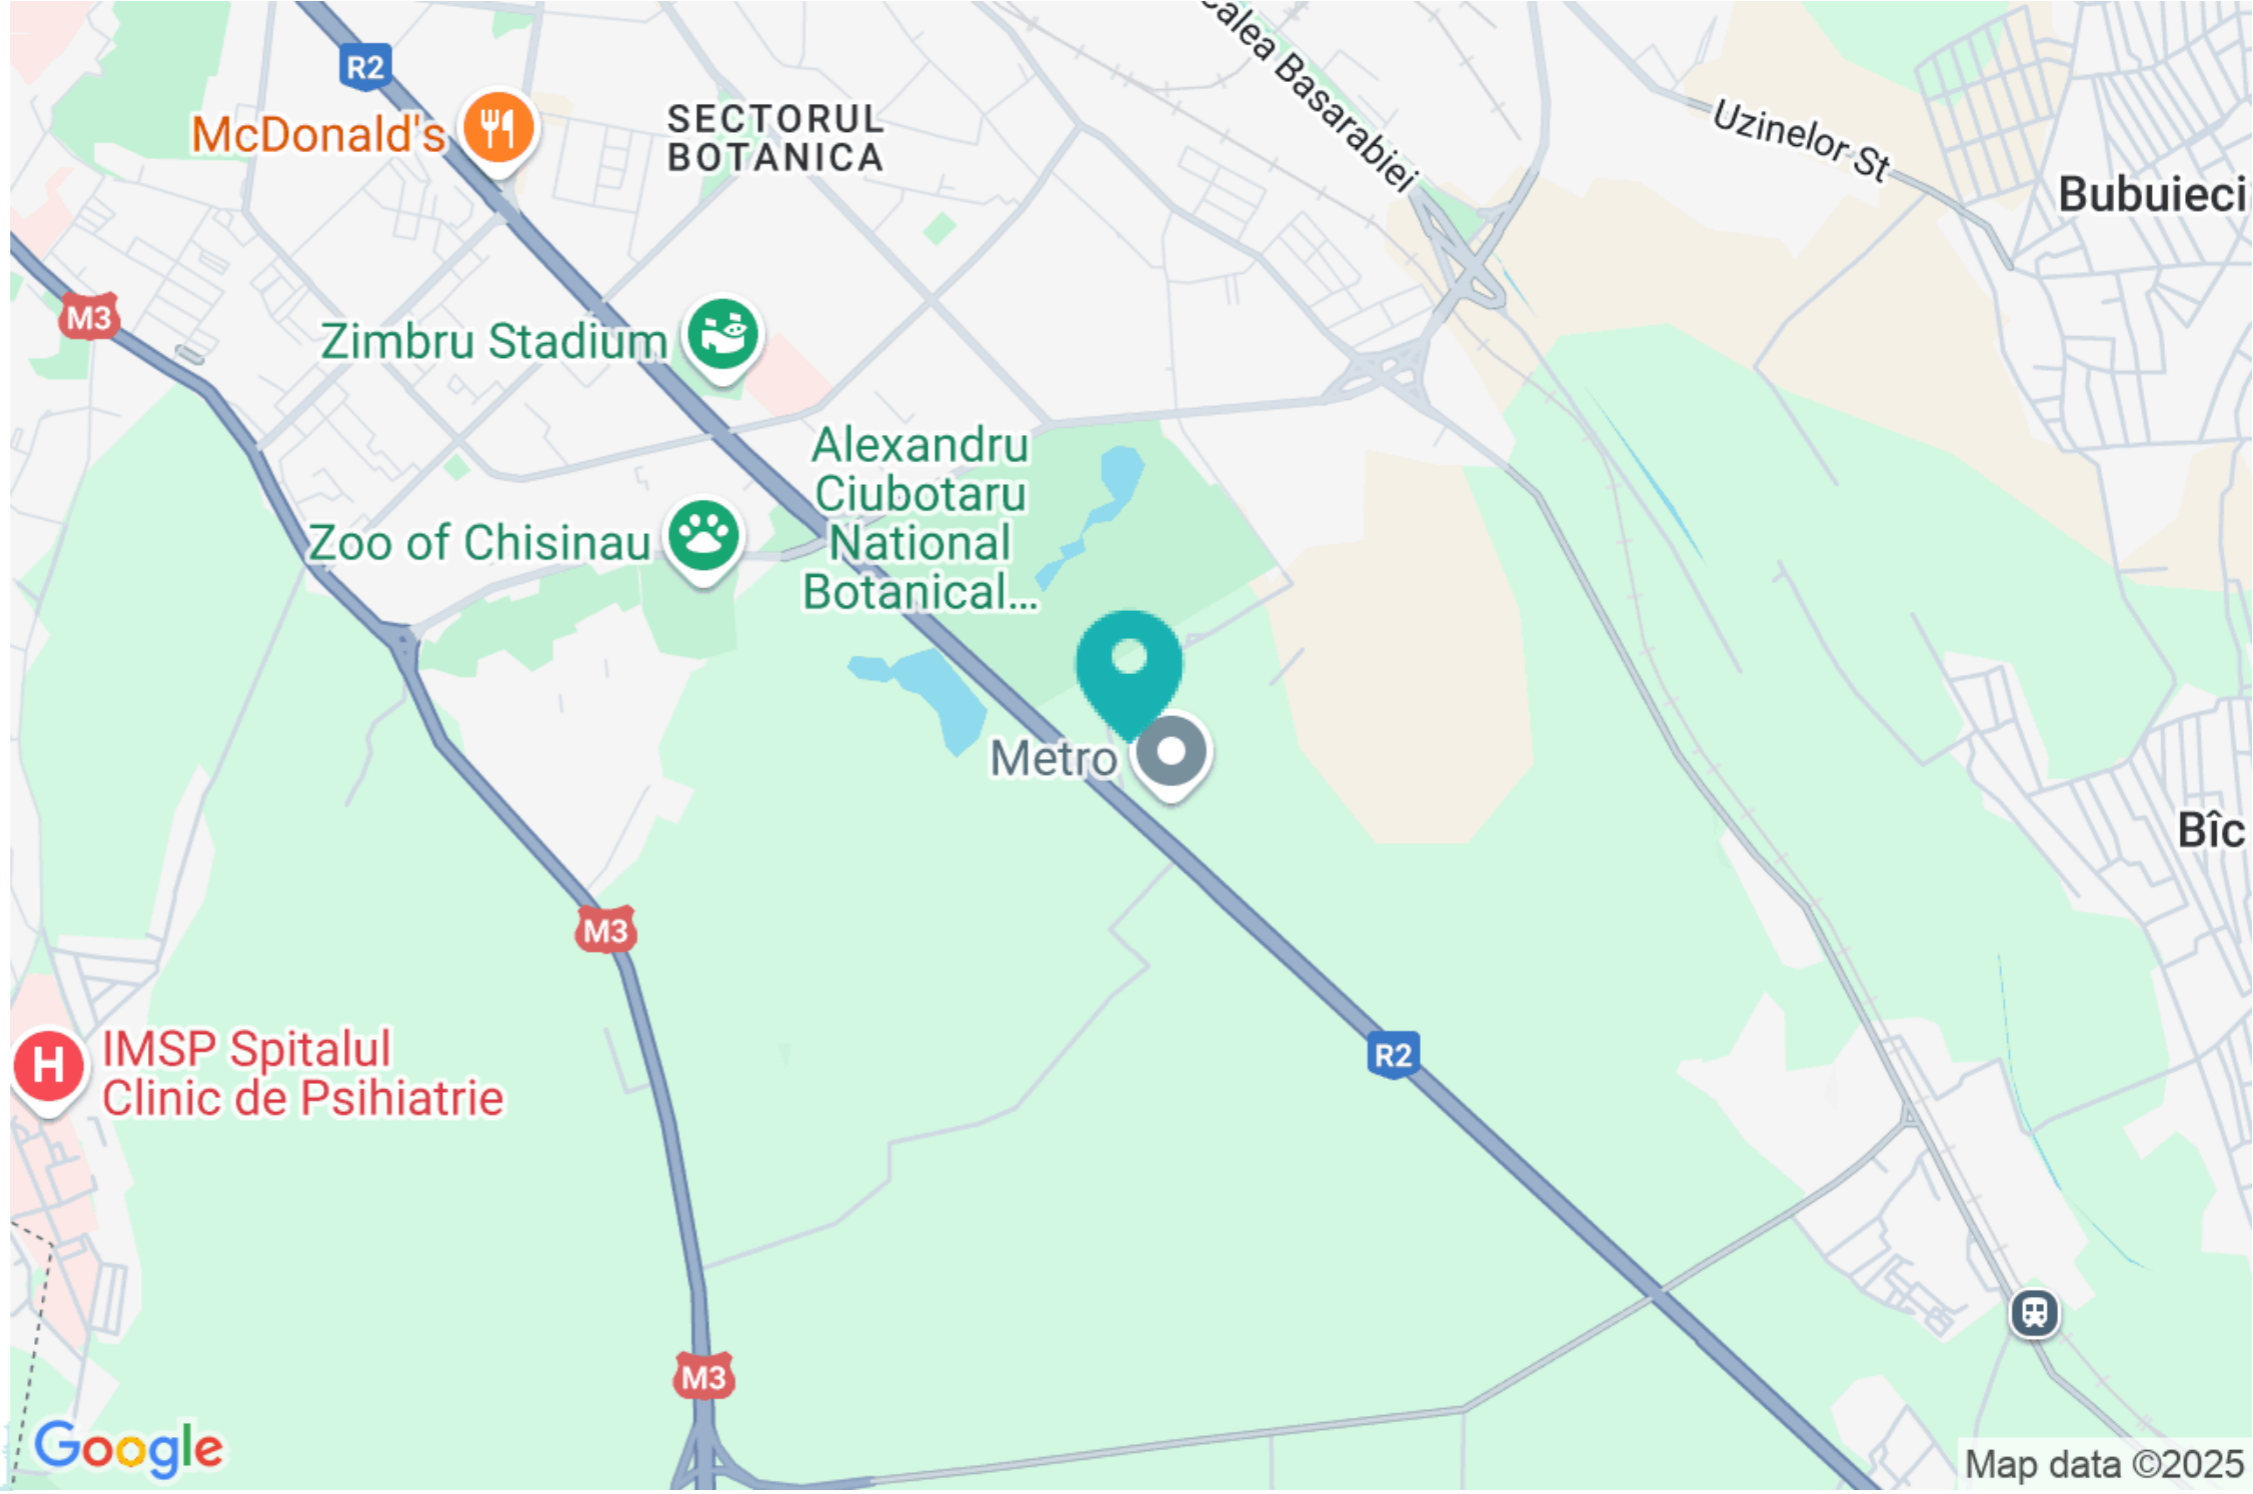 calea Basarabiei
R2
McDonald's
SECTORUL
BOTANICA
Uzinelor St
Bubuieci
M3
Zimbru Stadium
Alexandru
Ciubotaru
National
Botanical...
Zoo of Chisinau
Metro
Bîc
M3
IMSP Spitalul
Clinic de Psihiatrie
H
R2
M3
Google
Map data ©2025